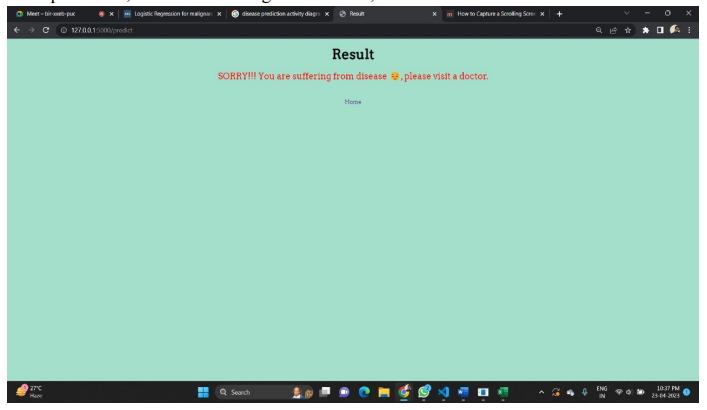 Meet – bir-xweb-puc
Logistic Regression for malignan
disease prediction activity diagra
Result
How to Capture a Scrolling Scree
127.0.0.1:5000/predict
Result
SORRY!!! You are suffering from disease 😔, please visit a doctor.
Home
27°C
Haze
Search
ENG
IN
10:37 PM
23-04-2023